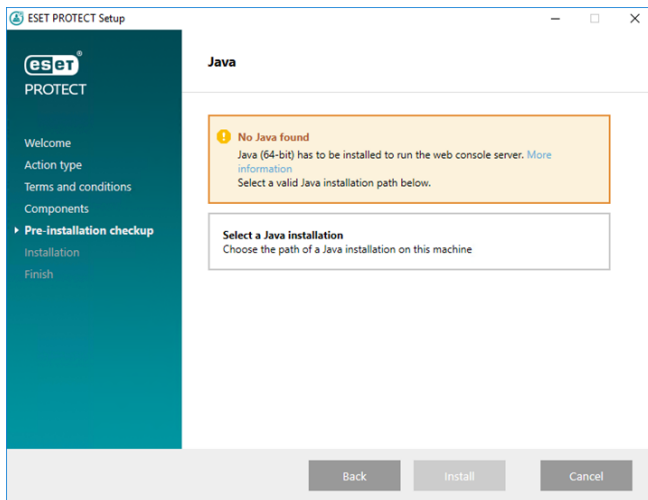 ESET PROTECT Setup
eset®
PROTECT
Welcome
Action type
Terms and conditions
Components
Pre-installation checkup
Installation
Finish
Java
No Java found
Java (64-bit) has to be installed to run the web console server. More
information
Select a valid Java installation path below.
Select a Java installation
Choose the path of a Java installation on this machine
Back
Install
Cancel